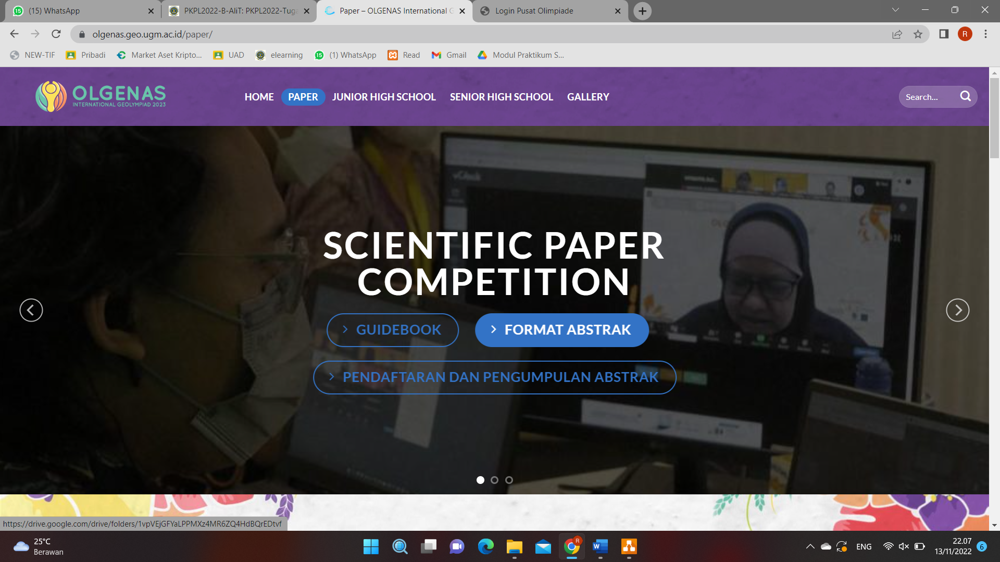 (15) WhatsApp
PKPL2022-B-AliT: PKPL2022-Tuga
Paper – OLGENAS International G
Login Pusat Olimpiade
olgenas.geo.ugm.ac.id/paper/
R
NEW-TIF
Pribadi
Market Aset Kripto...
UAD
elearning
(1) WhatsApp
Read
Gmail
Modul Praktikum S...
OLGENAS
INTERNATIONAL GEOLYMPIAD 2023
HOME
PAPER
JUNIOR HIGH SCHOOL
SENIOR HIGH SCHOOL
GALLERY
Search...
SCIENTIFIC PAPER
COMPETITION
GUIDEBOOK
FORMAT ABSTRAK
PENDAFTARAN DAN PENGUMPULAN ABSTRAK
https://drive.google.com/drive/folders/1vpVEjGFYaLPPMXz4MR6ZQ4HdBQrEDtvf
25°C
Berawan
ENG
22.07
13/11/2022
6